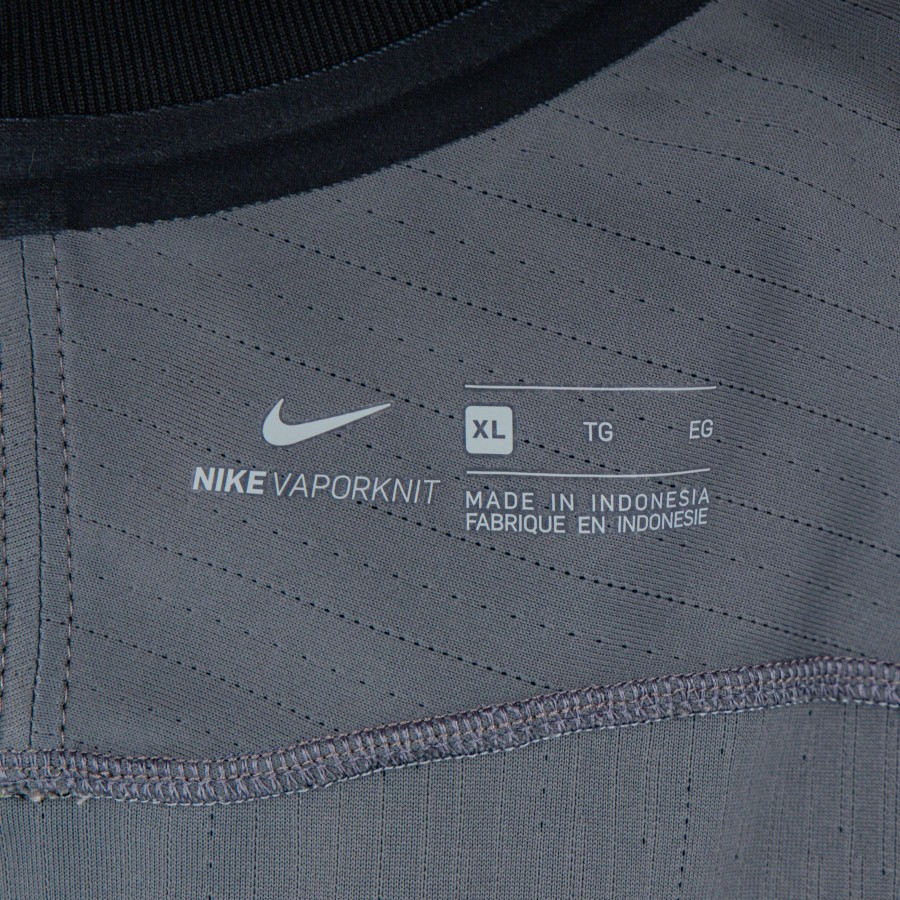 NIKE VAPORKNIT
XL TG EG
MADE IN INDONESIA
FABRIQUE EN INDONESIE